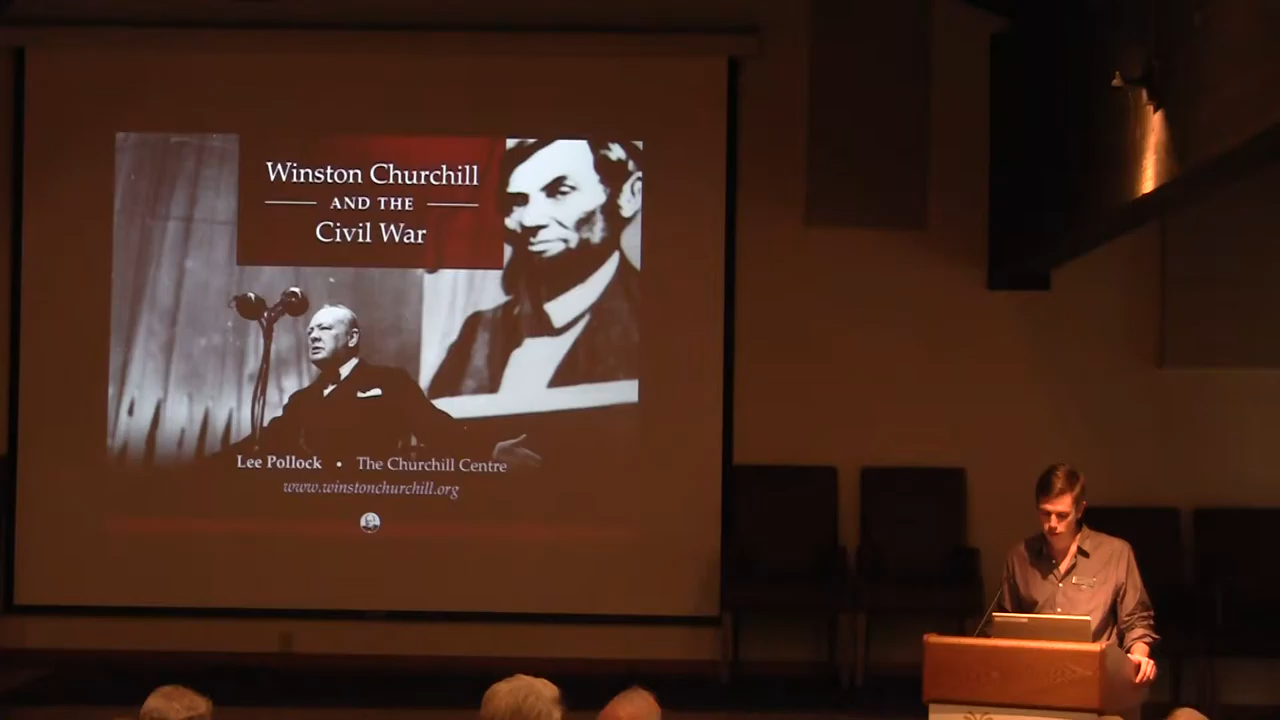 Winston Churchill
AND THE
Civil War
Lee Pollock • The Churchill Centre
www.winstonchurchill.org